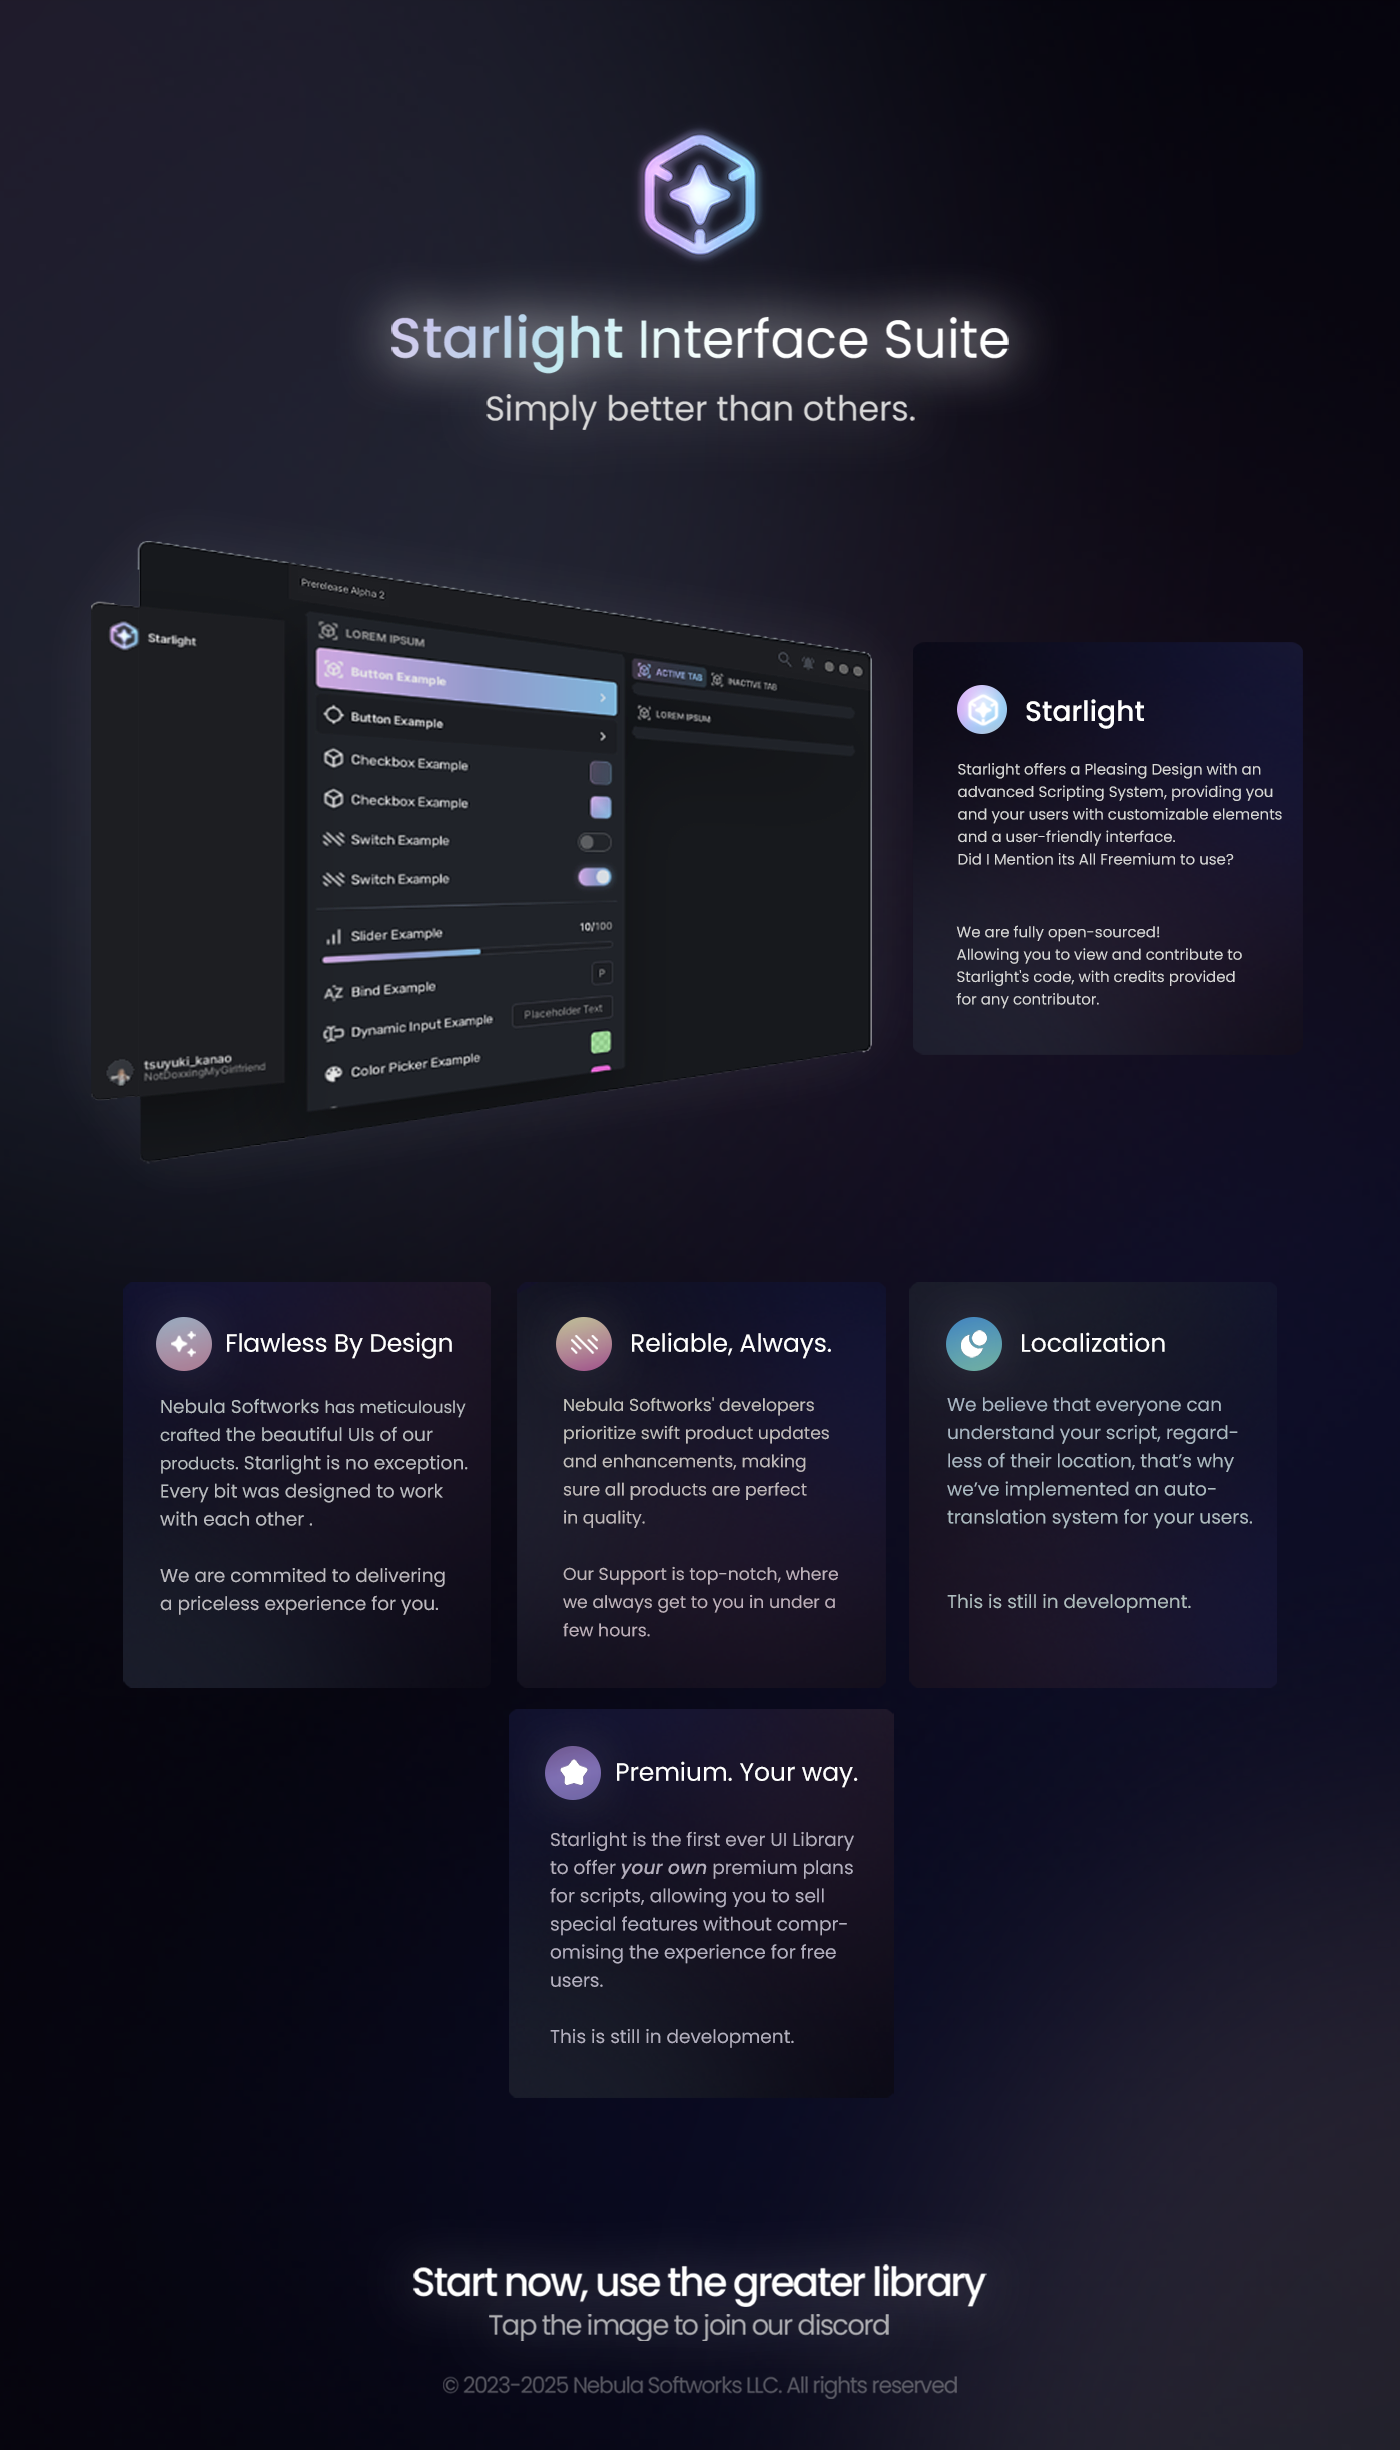 Starlight Interface Suite
Simply better than others.
Prerelease Alpha 2
Starlight
LOREM IPSUM
Button Example
Button Example
Checkbox Example
Checkbox Example
Switch Example
Switch Example
Slider Example
10/100
Bind Example
P
Dynamic Input Example
Placeholder Text
Color Picker Example
ACTIVE TAB
INACTIVE TAB
LOREM IPSUM
tsuyuki_kanao
NotDoxxingMyGirlfriend
Starlight
Starlight offers a Pleasing Design with an
advanced Scripting System, providing you
and your users with customizable elements
and a user-friendly interface.
Did I Mention its All Freemium to use?
We are fully open-sourced!
Allowing you to view and contribute to
Starlight's code, with credits provided
for any contributor.
Flawless By Design
Nebula Softworks has meticulously
crafted the beautiful UIs of our
products. Starlight is no exception.
Every bit was designed to work
with each other .
We are commited to delivering
a priceless experience for you.
Reliable, Always.
Nebula Softworks' developers
prioritize swift product updates
and enhancements, making
sure all products are perfect
in quality.
Our Support is top-notch, where
we always get to you in under a
few hours.
Localization
We believe that everyone can
understand your script, regard-
less of their location, that’s why
we’ve implemented an auto-
translation system for your users.
This is still in development.
Premium. Your way.
Starlight is the first ever UI Library
to offer your own premium plans
for scripts, allowing you to sell
special features without compr-
omising the experience for free
users.
This is still in development.
Start now, use the greater library
Tap the image to join our discord
© 2023-2025 Nebula Softworks LLC. All rights reserved